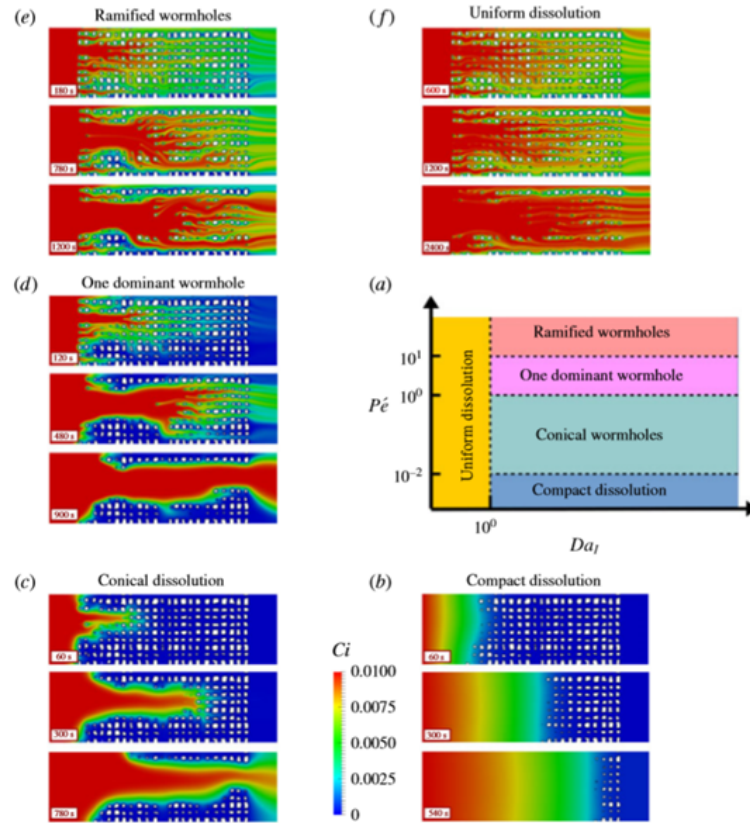 (e) Ramified wormholes
180 s
780 s
1200 s
(f) Uniform dissolution
600 s
1200 s
2400 s
(d) One dominant wormhole
120 s
480 s
900 s
(a)
Pé
10¹
10⁰
10⁻²
Uniform dissolution
Ramified wormholes
One dominant wormhole
Conical wormholes
Compact dissolution
10⁰
Da_l
(c) Conical dissolution
60 s
300 s
780 s
Ci
0.0100
0.0075
0.0050
0.0025
0
(b) Compact dissolution
60 s
300 s
540 s